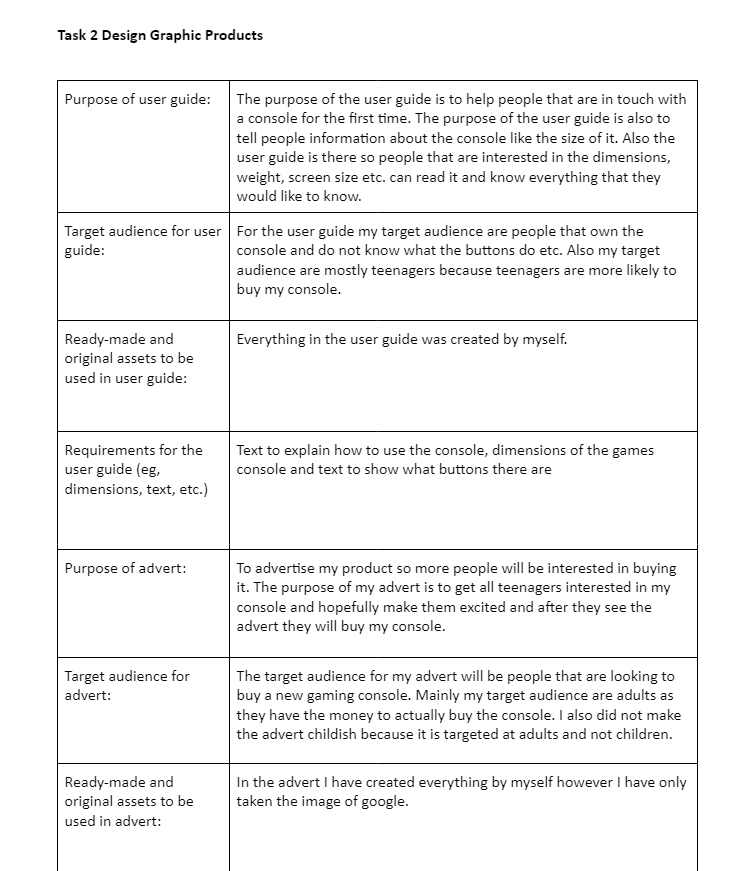 Task 2 Design Graphic Products
Purpose of user guide:
The purpose of the user guide is to help people that are in touch with
a console for the first time. The purpose of the user guide is also to
tell people information about the console like the size of it. Also the
user guide is there so people that are interested in the dimensions,
weight, screen size etc. can read it and know everything that they
would like to know.
Target audience for user
guide:
For the user guide my target audience are people that own the
console and do not know what the buttons do etc. Also my target
audience are mostly teenagers because teenagers are more likely to
buy my console.
Ready-made and
original assets to be
used in user guide:
Everything in the user guide was created by myself.
Requirements for the
user guide (eg,
dimensions, text, etc.)
Text to explain how to use the console, dimensions of the games
console and text to show what buttons there are
Purpose of advert:
To advertise my product so more people will be interested in buying
it. The purpose of my advert is to get all teenagers interested in my
console and hopefully make them excited and after they see the
advert they will buy my console.
Target audience for
advert:
The target audience for my advert will be people that are looking to
buy a new gaming console. Mainly my target audience are adults as
they have the money to actually buy the console. I also did not make
the advert childish because it is targeted at adults and not children.
Ready-made and
original assets to be
used in advert:
In the advert I have created everything by myself however I have only
taken the image of google.